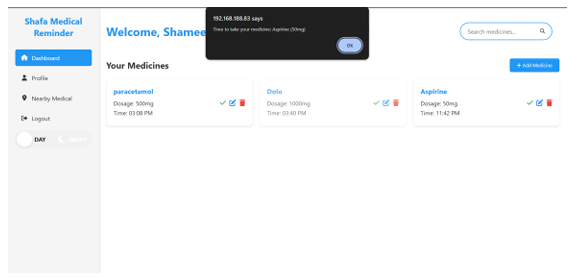 Shafa Medical
Reminder
Dashboard
Profile
Nearby Medical
Logout
DAY
NIGHT
Welcome, Shamee
192.168.188.83 says
Time to take your medicine: Aspirine (50mg)
OK
Search medicines...
Your Medicines
+ Add Medicine
paracetamol
Dosage: 500mg
Time: 03:08 PM
Dolo
Dosage: 1000mg
Time: 03:40 PM
Aspirine
Dosage: 50mg
Time: 11:42 PM